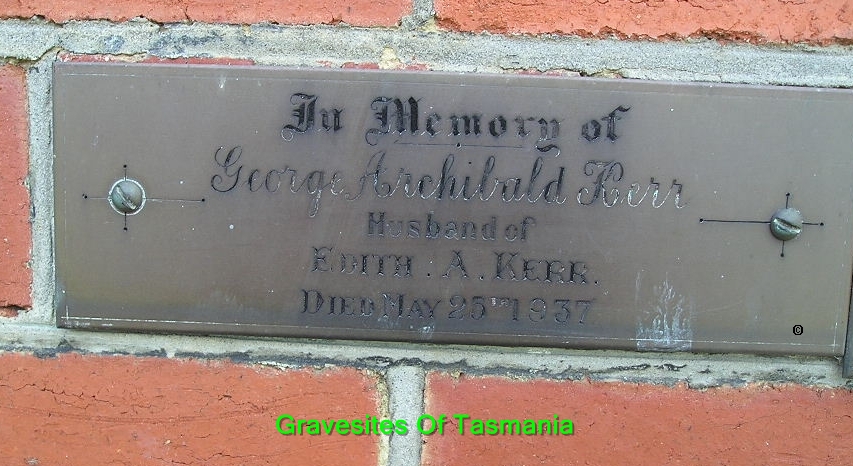 In Memory of
George Archibald Kerr
Husband of
EDITH . A . KERR.
DIED MAY 25TH 1937
©
Gravesites Of Tasmania